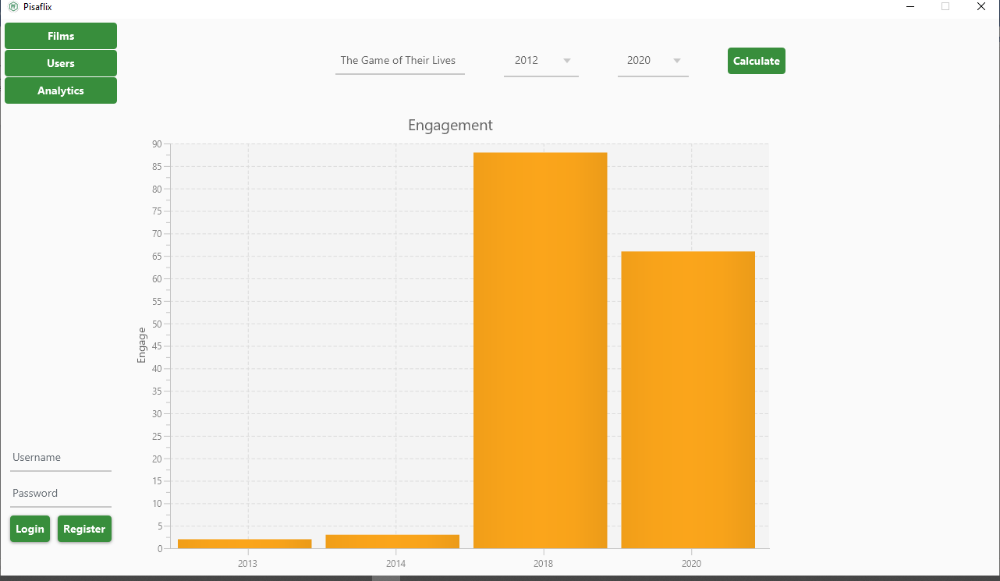 Pisaflix
Films
Users
Analytics
The Game of Their Lives
2012
2020
Calculate
Engagement
90
85
80
75
70
65
60
55
50
45
40
35
30
25
20
15
10
5
0
Engage
2013
2014
2018
2020
Username
Password
Login
Register